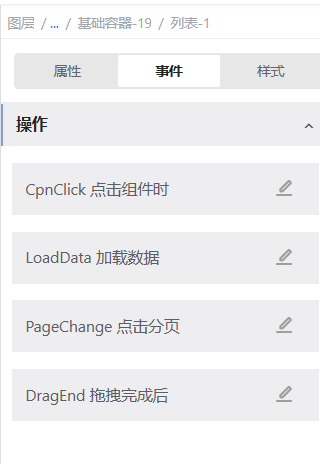 图层 / ... / 基础容器-19 / 列表-1
属性 事件 样式
操作
CpnClick 点击组件时
LoadData 加载数据
PageChange 点击分页
DragEnd 拖拽完成后